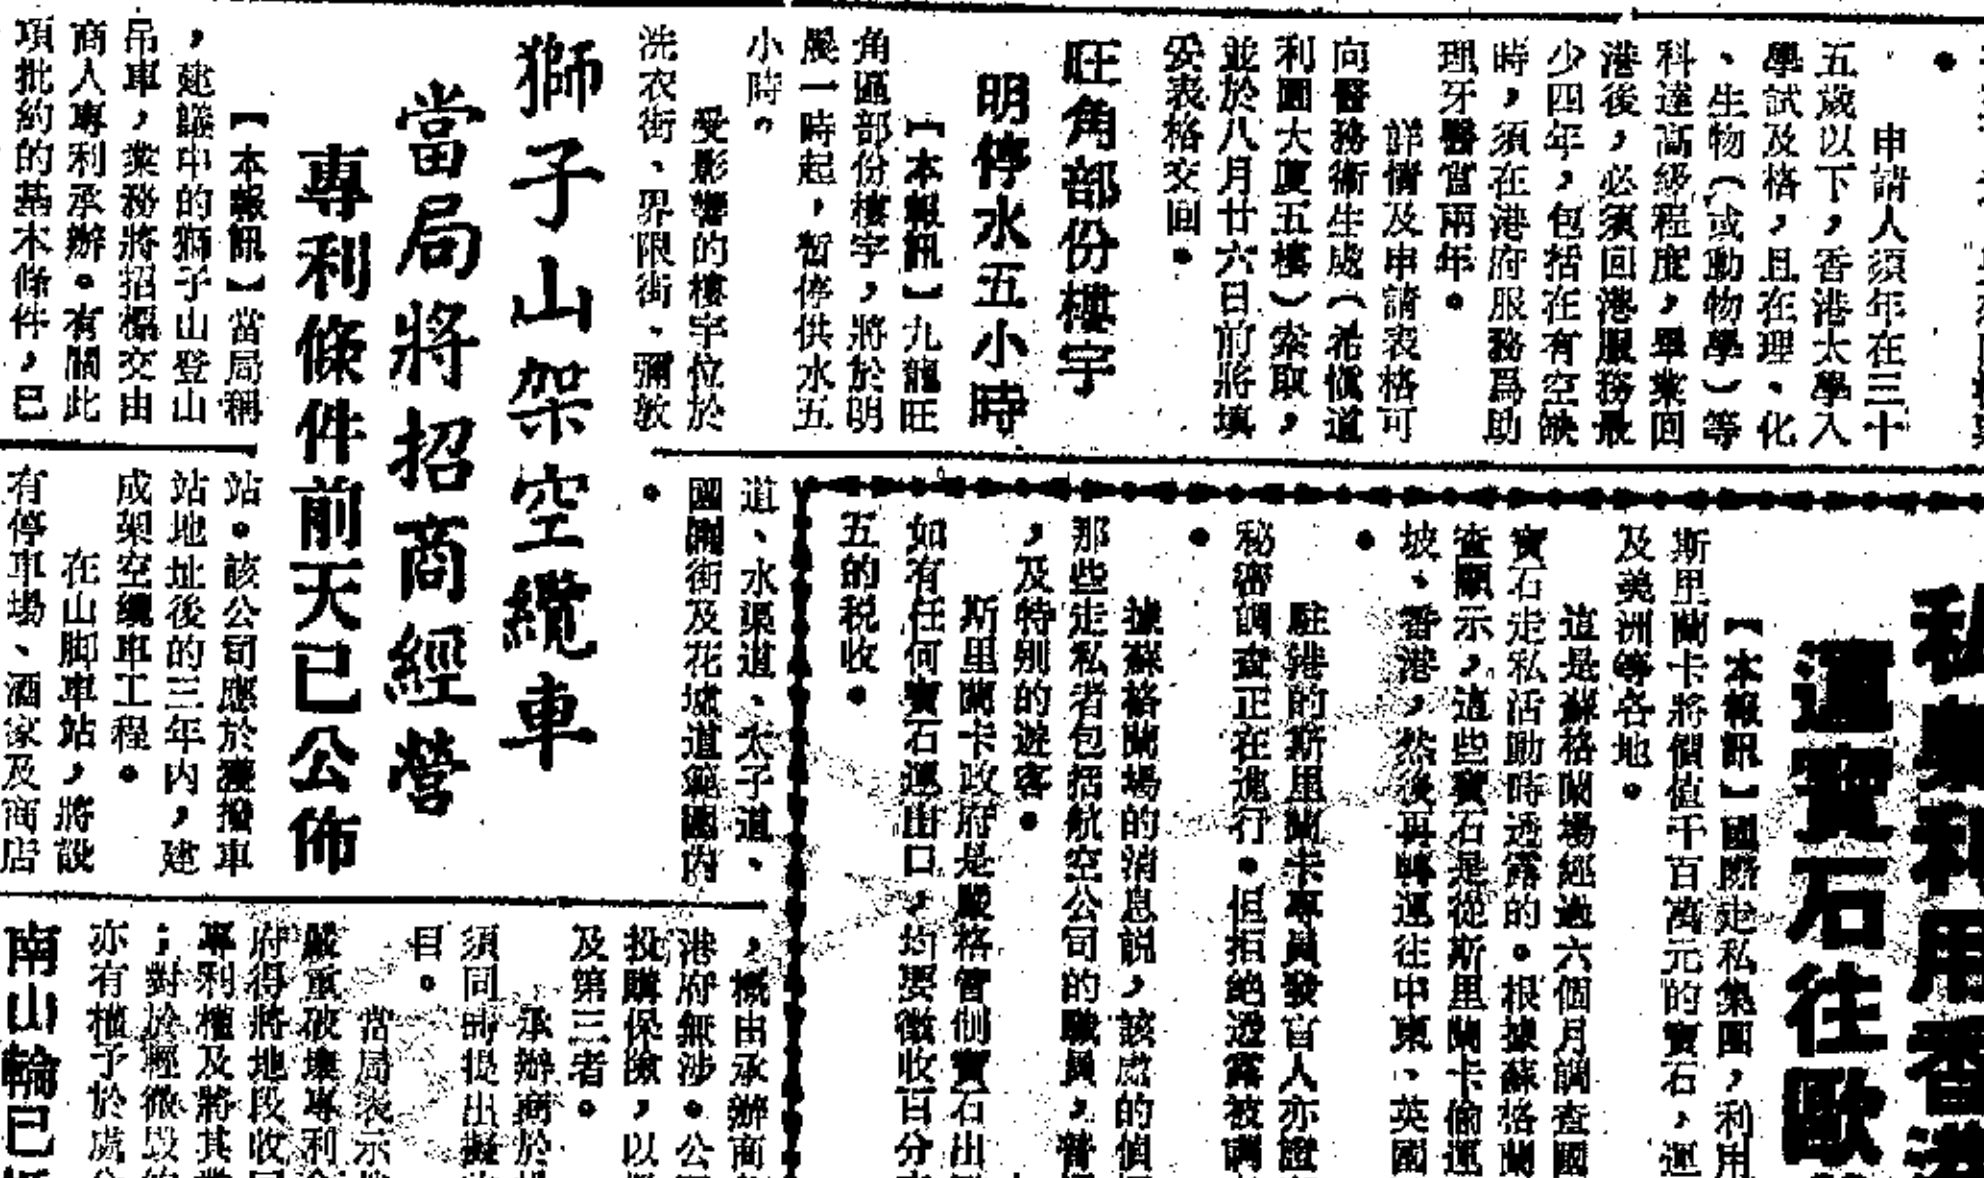 申請人須年在三十
五歲以下，香港大學入
學試及格，且在理、化
、生物（或動物學）等
科達高級程度，畢業回
港後，必須回港服務最
少四年，包括在有空缺
時，須在港府服務爲助
理牙醫官兩年。
詳情及申請表格可
向醫務衞生處（希愼道
利園大廈五樓）索取，
並於八月廿六日前將填
妥表格交回。
旺角部份樓宇
明停水五小時
【本報訊】九龍旺
角區部份樓宇，將於明
晨一時起，暫停供水五
小時。
受影響的樓宇位於
洗衣街、界限街、彌敦
道、水渠道、太子道、
園圃街及花墟道範圍內
。
獅子山架空纜車
當局將招商經營
專利條件前天已公佈
【本報訊】當局稱
，建議中的獅子山登山
吊車，業務將招標交由
商人專利承辦。有關此
項批約的基本條件，已
站。該公司應於獲撥車
站地址後的三年內，建
成架空纜車工程。
在山脚車站，將設
有停車場、酒家及商店
私梟利用香港
運寶石往歐
【本報訊】國際走私集團，利用
斯里蘭卡將價值千百萬元的寶石，運
及美洲等各地。
這是蘇格蘭場經過六個月調查國
寶石走私活動時透露的。根據蘇格蘭
查顯示，這些寶石是從斯里蘭卡偷運
坡、香港，然後再轉運往中東、英國
。
駐港的斯里蘭卡專員發言人亦證
秘密調查正在進行。但拒絕透露被調
。
據蘇格蘭場的消息說，該處的偵
那些走私者包括航空公司的職員，普
，及特別的遊客。
斯里蘭卡政府是嚴格管制寶石出
如有任何寶石運出口，均要徵收百分
五的税收。
，概由承辦商
港府無涉。公
投購保險，以
及第三者。
承辦商於
須同時提出擬
目。
當局表示
嚴重破壞專利
府得將地段收回
專利權及將其
；對於輕微毀約
亦有權予於處分
南山輪已